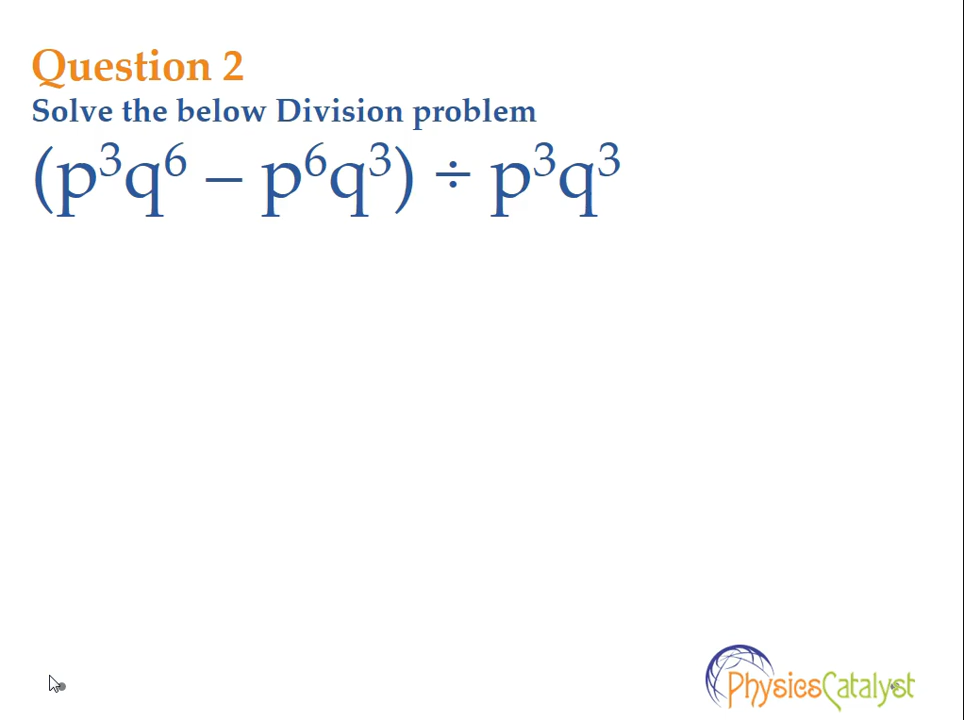 Question 2
Solve the below Division problem
(p³q⁶ – p⁶q³) ÷ p³q³
PhysicsCatalyst